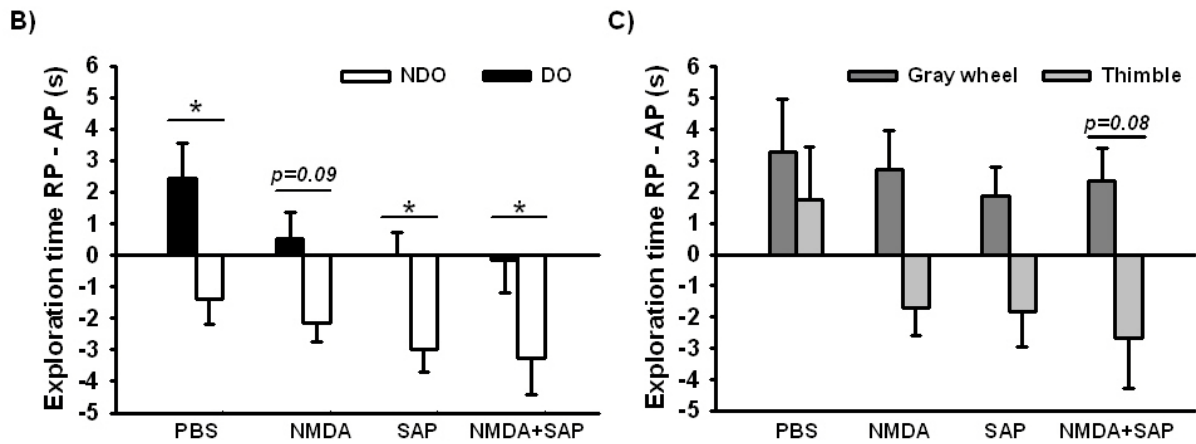 B)
Exploration time RP - AP (s)
6
5
4
3
2
1
0
-1
-2
-3
-4
-5
NDO DO
*
p=0.09
*
*
PBS NMDA SAP NMDA+SAP
C)
Exploration time RP - AP (s)
6
5
4
3
2
1
0
-1
-2
-3
-4
-5
Gray wheel Thimble
p=0.08
PBS NMDA SAP NMDA+SAP